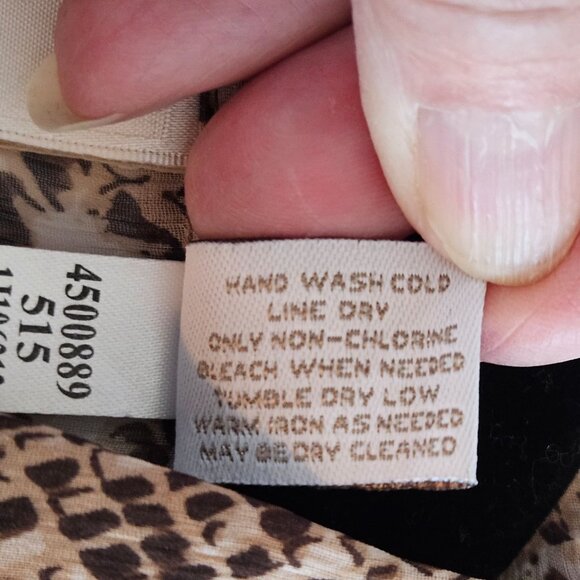 HAND WASH COLD
LINE DRY
ONLY NON-CHLORINE
BLEACH WHEN NEEDED
TUMBLE DRY LOW
WARM IRON AS NEEDED
MAY BE DRY CLEANED
4500889
515